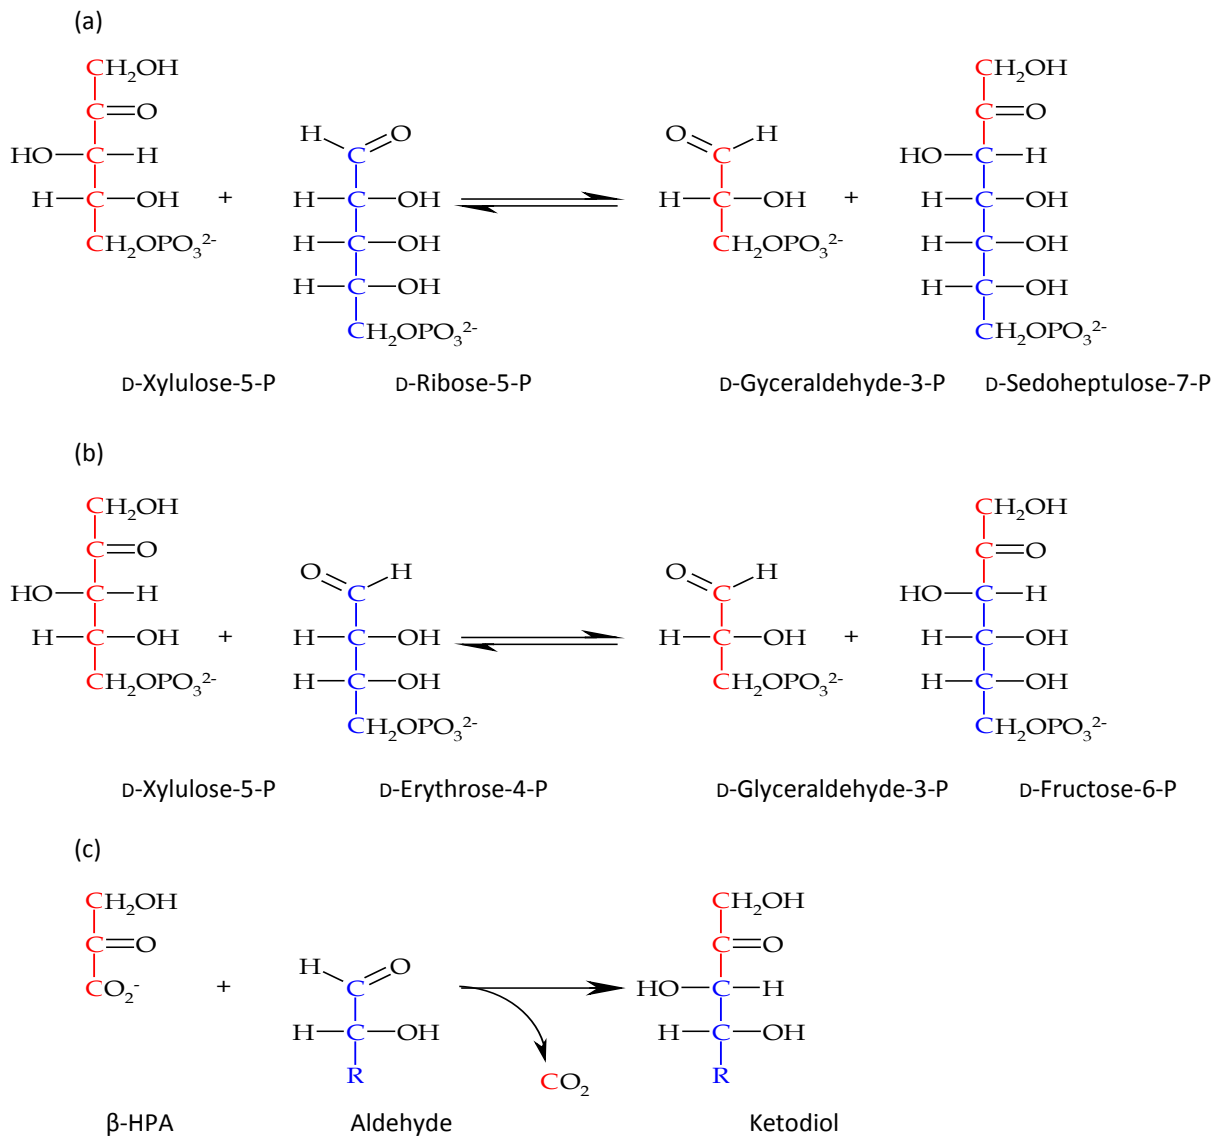 (a)
CH2OH
C=O
HO—C—H
H—C—OH
CH2OPO3^2-
+
H O
C
H—C—OH
H—C—OH
H—C—OH
CH2OPO3^2-
O H
C
H—C—OH
CH2OPO3^2-
+
CH2OH
C=O
HO—C—H
H—C—OH
H—C—OH
H—C—OH
CH2OPO3^2-
D-Xylulose-5-P D-Ribose-5-P D-Gyceraldehyde-3-P D-Sedoheptulose-7-P
(b)
CH2OH
C=O
HO—C—H
H—C—OH
CH2OPO3^2-
+
O H
C
H—C—OH
H—C—OH
CH2OPO3^2-
O H
C
H—C—OH
CH2OPO3^2-
+
CH2OH
C=O
HO—C—H
H—C—OH
H—C—OH
CH2OPO3^2-
D-Xylulose-5-P D-Erythrose-4-P D-Glyceraldehyde-3-P D-Fructose-6-P
(c)
CH2OH
C=O
CO2^-
+
H O
C
H—C—OH
R
CO2
CH2OH
C=O
HO—C—H
H—C—OH
R
β-HPA Aldehyde Ketodiol